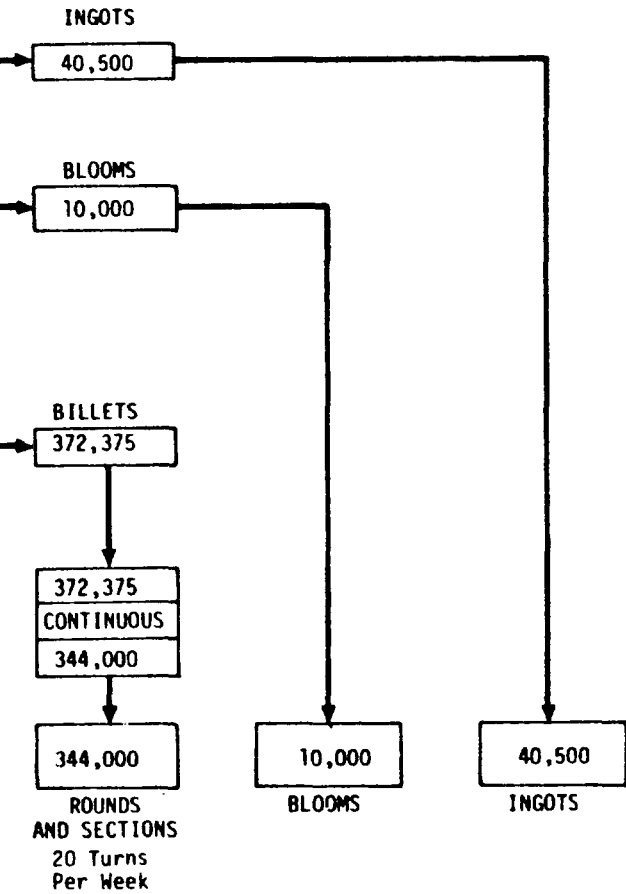 INGOTS
40,500
BLOOMS
10,000
BILLETS
372,375
372,375
CONTINUOUS
344,000
344,000
10,000
40,500
ROUNDS
AND SECTIONS
20 Turns
Per Week
BLOOMS
INGOTS